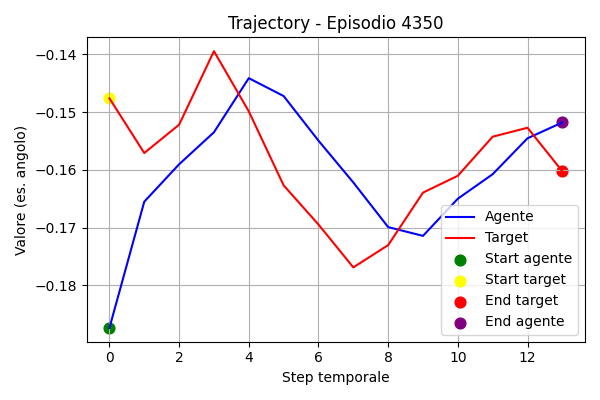 Trajectory - Episodio 4350
−0.14
−0.15
−0.16
−0.17
−0.18
Valore (es. angolo)
0 2 4 6 8 10 12
Step temporale
Agente
Target
Start agente
Start target
End target
End agente